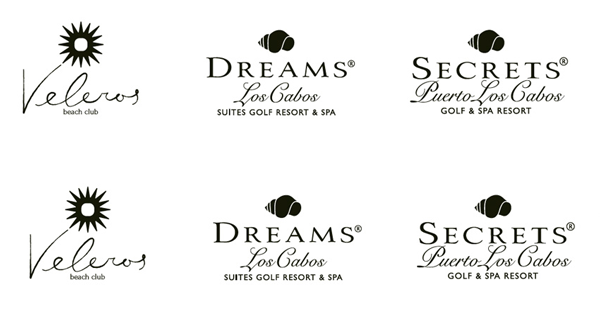 Veleros
beach club
DREAMS®
Los Cabos
SUITES GOLF RESORT & SPA
SECRETS®
Puerto Los Cabos
GOLF & SPA RESORT
Veleros
beach club
DREAMS®
Los Cabos
SUITES GOLF RESORT & SPA
SECRETS®
Puerto Los Cabos
GOLF & SPA RESORT